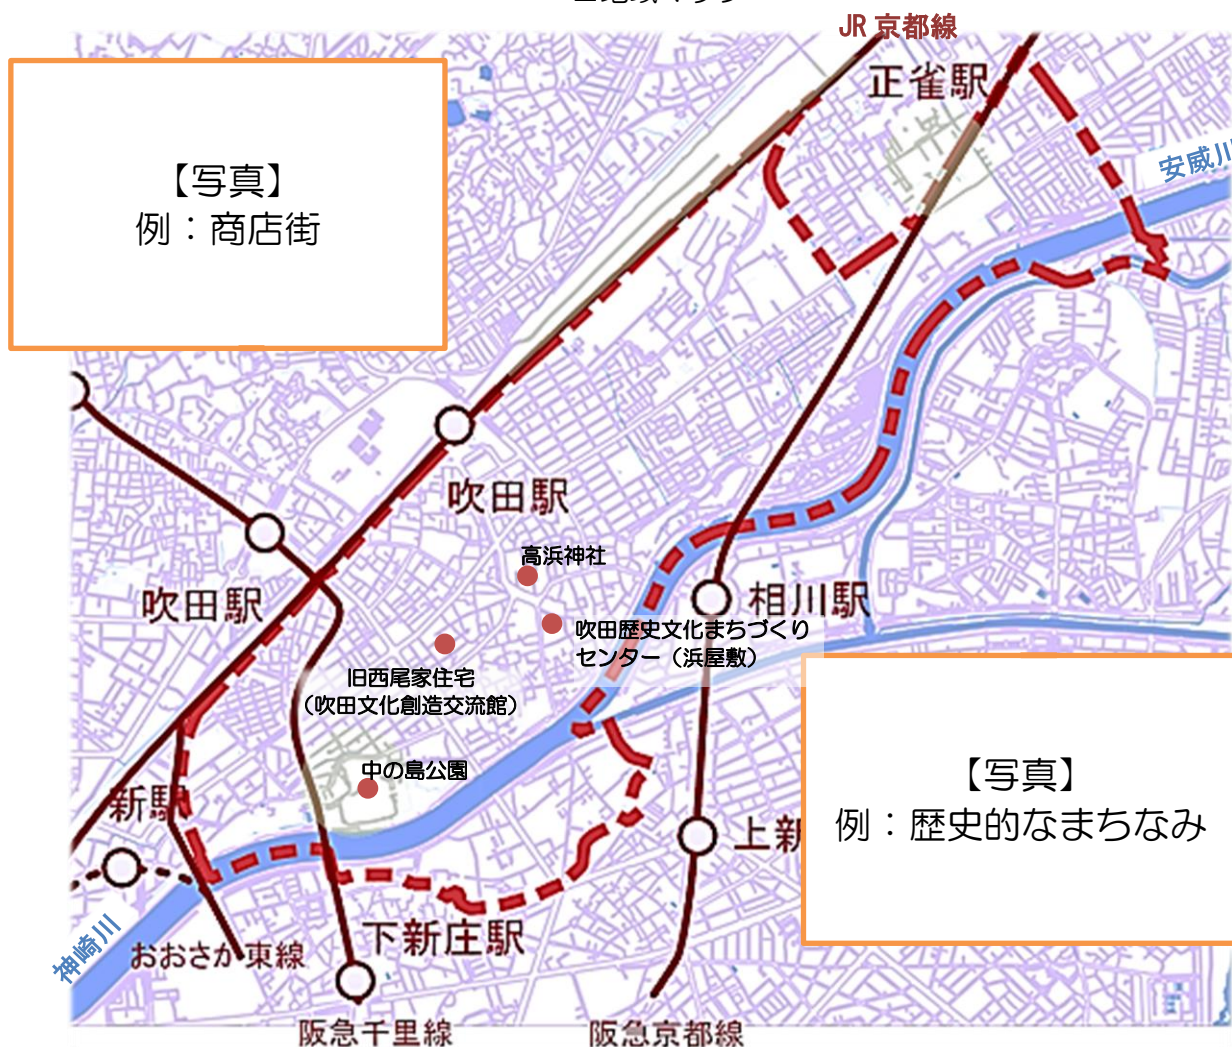 JR京都線
正雀駅
安威川
【写真】
例：商店街
吹田駅
高浜神社
吹田駅
相川駅
吹田歴史文化まちづくり
センター（浜屋敷）
旧西尾家住宅
（吹田文化創造交流館）
中の島公園
新駅
上新
【写真】
例：歴史的なまちなみ
神崎川
おおさか東線
下新庄駅
阪急千里線
阪急京都線